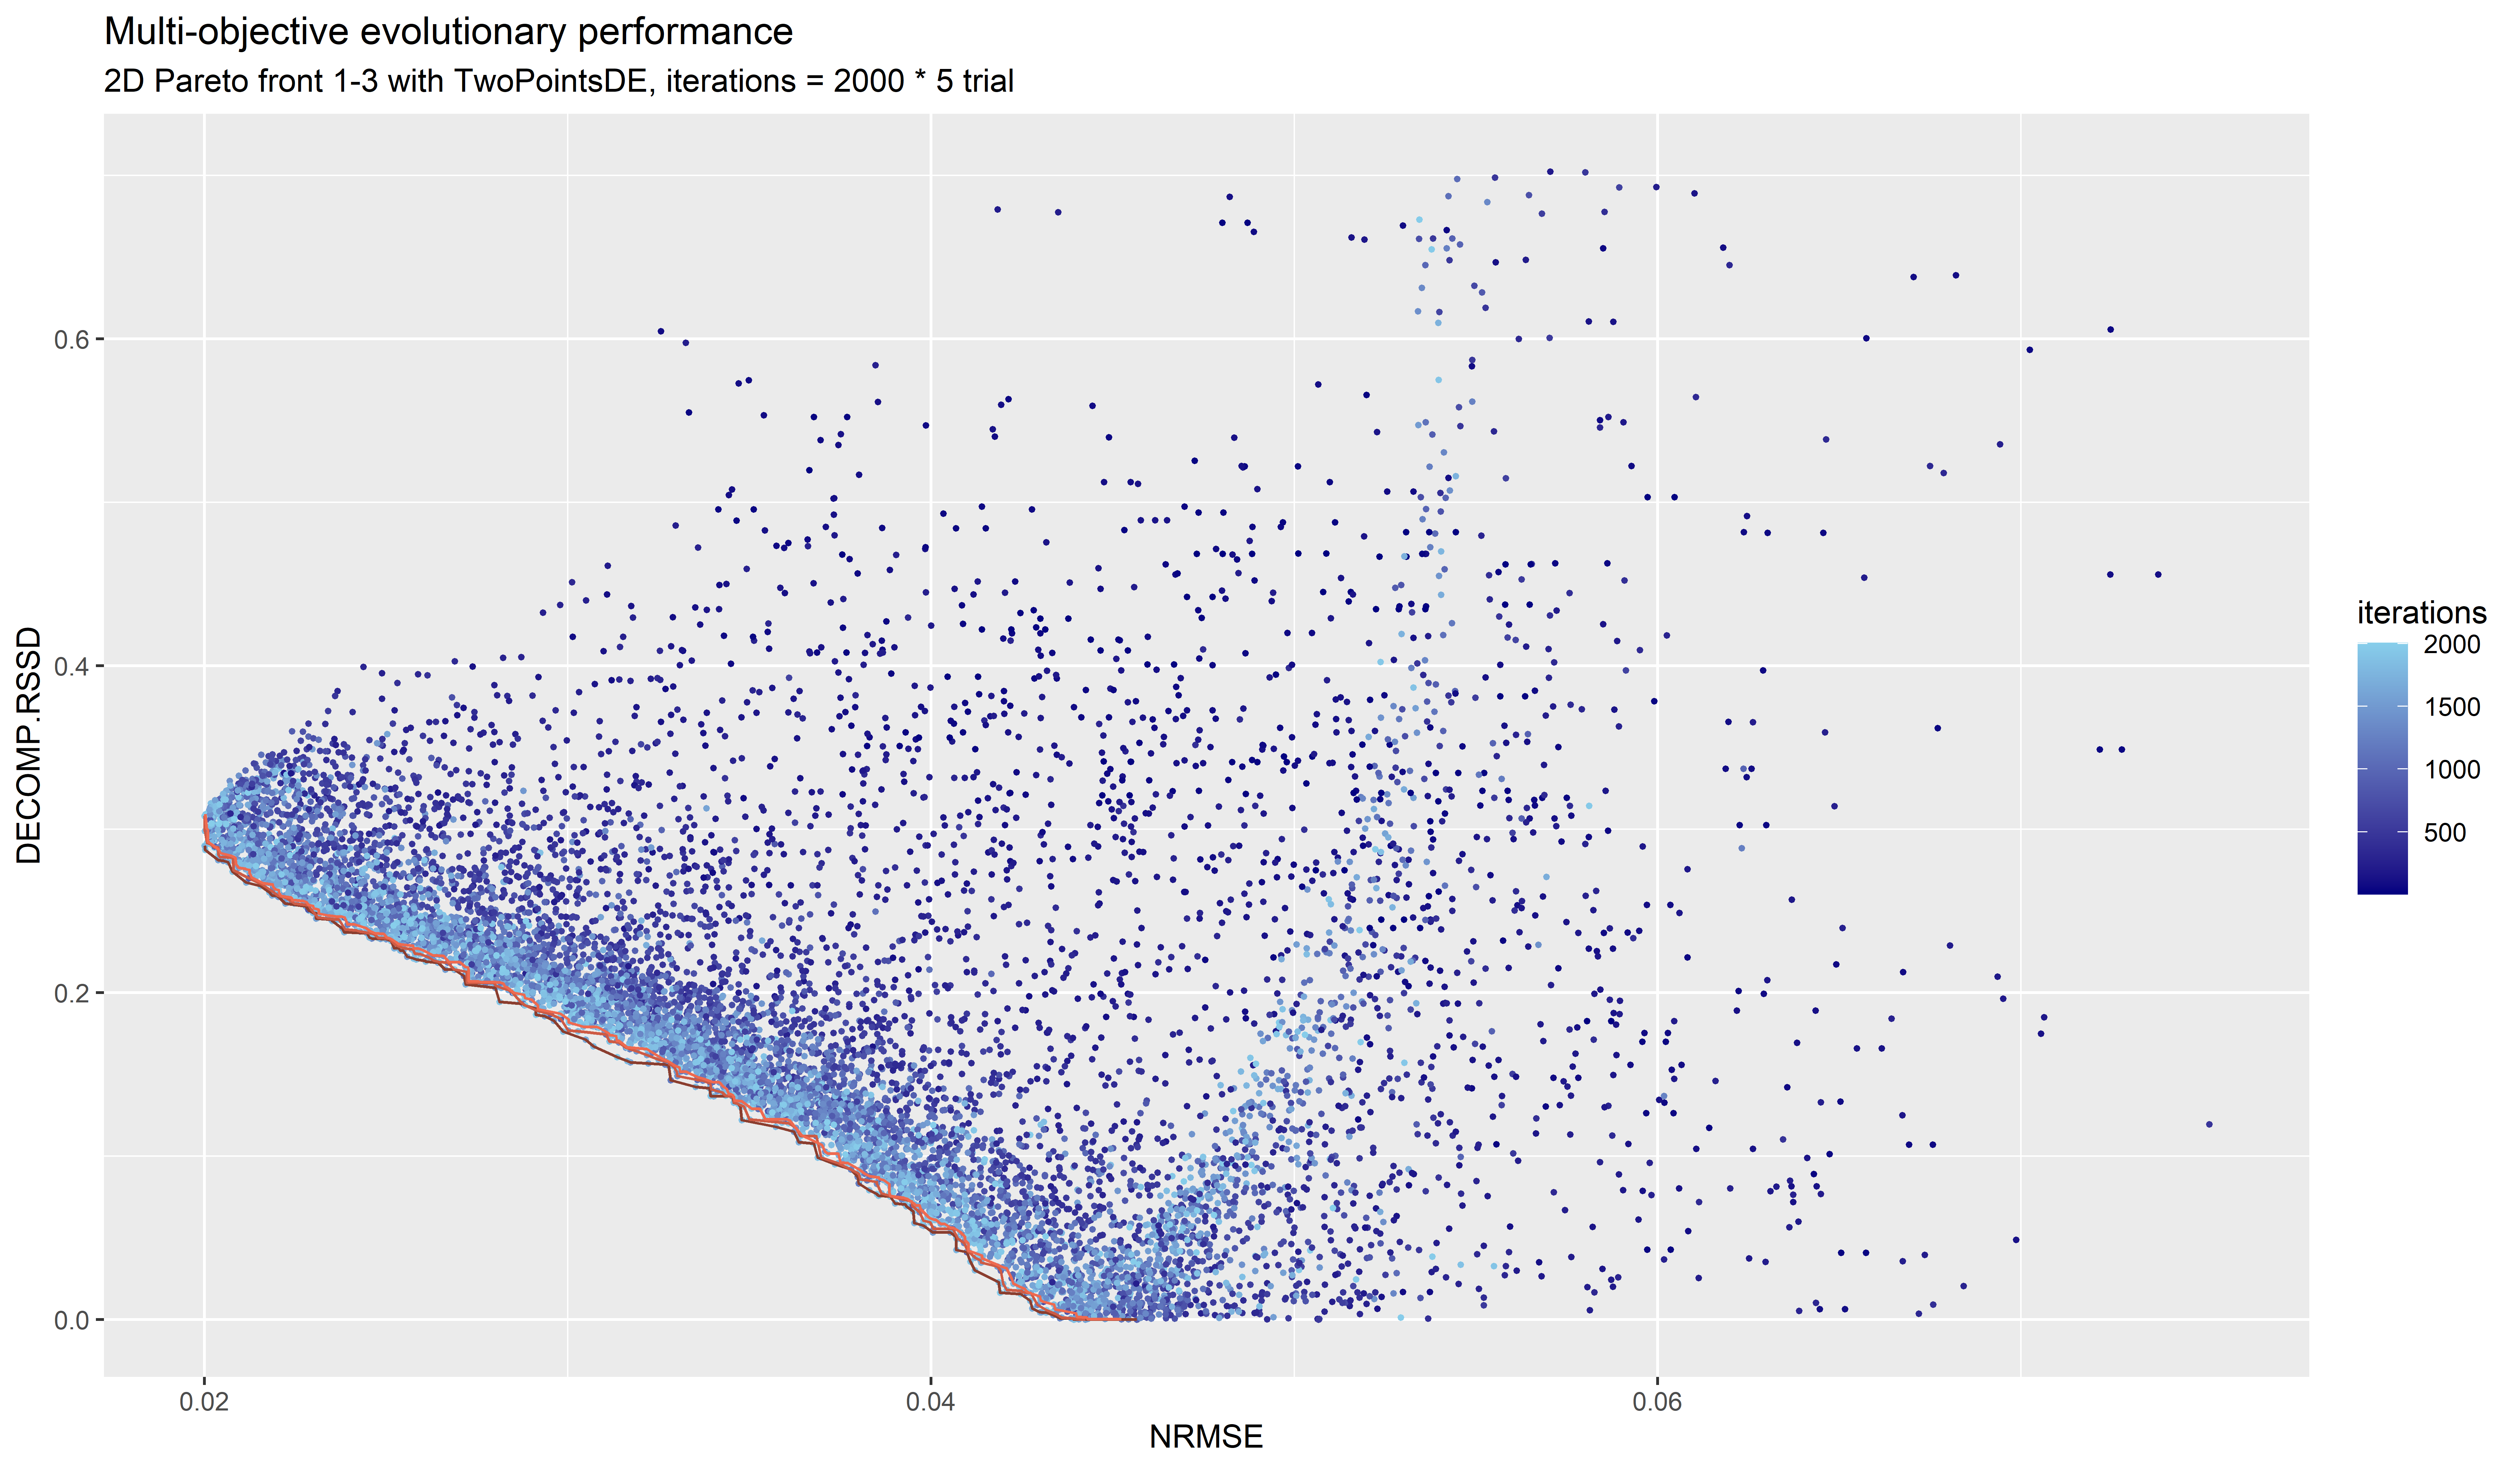 Multi-objective evolutionary performance
2D Pareto front 1-3 with TwoPointsDE, iterations = 2000 * 5 trial
DECOMP.RSSD
0.6
0.4
0.2
0.0
0.02
0.04
0.06
NRMSE
iterations
2000
1500
1000
500